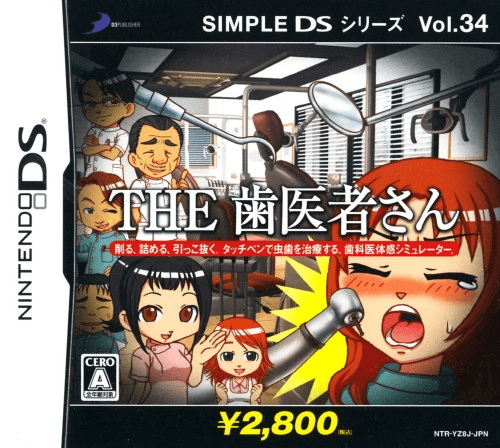 D3PUBLISHER
SIMPLE DS シリーズ Vol.34
NINTENDO DS
THE 歯医者さん
削る、詰める、引っこ抜く。タッチペンで虫歯を治療する、歯科医体感シミュレーター。
CERO
A
全年齢対象
¥2,800(税込)
NTR-YZ8J-JPN